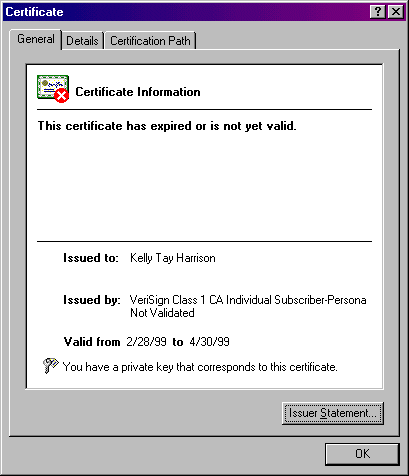 Certificate
General Details Certification Path
Certificate Information
This certificate has expired or is not yet valid.
Issued to: Kelly Tay Harrison
Issued by: VeriSign Class 1 CA Individual Subscriber-Persona
Not Validated
Valid from 2/28/99 to 4/30/99
You have a private key that corresponds to this certificate.
Issuer Statement...
OK